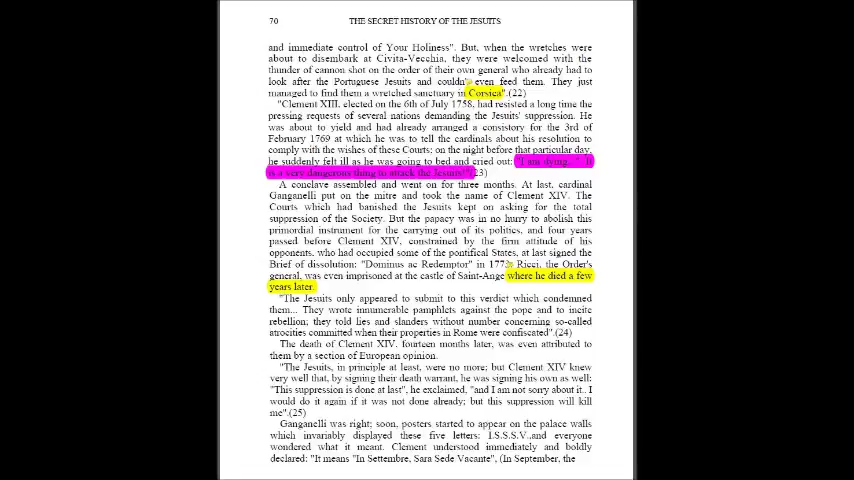 70 THE SECRET HISTORY OF THE JESUITS
and immediate control of Your Holiness". But, when the wretches were
about to disembark at Civita-Vecchia, they were welcomed with the
thunder of cannon shot on the order of their own general who already had to
look after the Portuguese Jesuits and couldn't even feed them. They just
managed to find them a wretched sanctuary in Corsica".(22)
"Clement XIII, elected on the 6th of July 1758, had resisted a long time the
pressing requests of several nations demanding the Jesuits' suppression. He
was about to yield and had already arranged a consistory for the 3rd of
February 1769 at which he was to tell the cardinals about his resolution to
comply with the wishes of these Courts; on the night before that particular day,
he suddenly felt ill as he was going to bed and cried out: "I am dying..." It
is a very dangerous thing to attack the Jesuits!"(23)
A conclave assembled and went on for three months. At last, cardinal
Ganganelli put on the mitre and took the name of Clement XIV. The
Courts which had banished the Jesuits kept on asking for the total
suppression of the Society. But the papacy was in no hurry to abolish this
primordial instrument for the carrying out of its politics, and four years
passed before Clement XIV, constrained by the firm attitude of his
opponents, who had occupied some of the pontifical States, at last signed the
Brief of dissolution: "Dominus ac Redemptor" in 1773. Ricci, the Order's
general, was even imprisoned at the castle of Saint-Ange where he died a few
years later.
"The Jesuits only appeared to submit to this verdict which condemned
them... They wrote innumerable pamphlets against the pope and to incite
rebellion; they told lies and slanders without number concerning so-called
atrocities committed when their properties in Rome were confiscated".(24)
The death of Clement XIV, fourteen months later, was even attributed to
them by a section of European opinion.
"The Jesuits, in principle at least, were no more; but Clement XIV knew
very well that, by signing their death warrant, he was signing his own as well:
"This suppression is done at last", he exclaimed, "and I am not sorry about it.. I
would do it again if it was not done already; but this suppression will kill
me".(25)
Ganganelli was right; soon, posters started to appear on the palace walls
which invariably displayed these five letters: I.S.S.S.V.,and everyone
wondered what it meant. Clement understood immediately and boldly
declared: "It means "In Settembre, Sara Sede Vacante", (In September, the